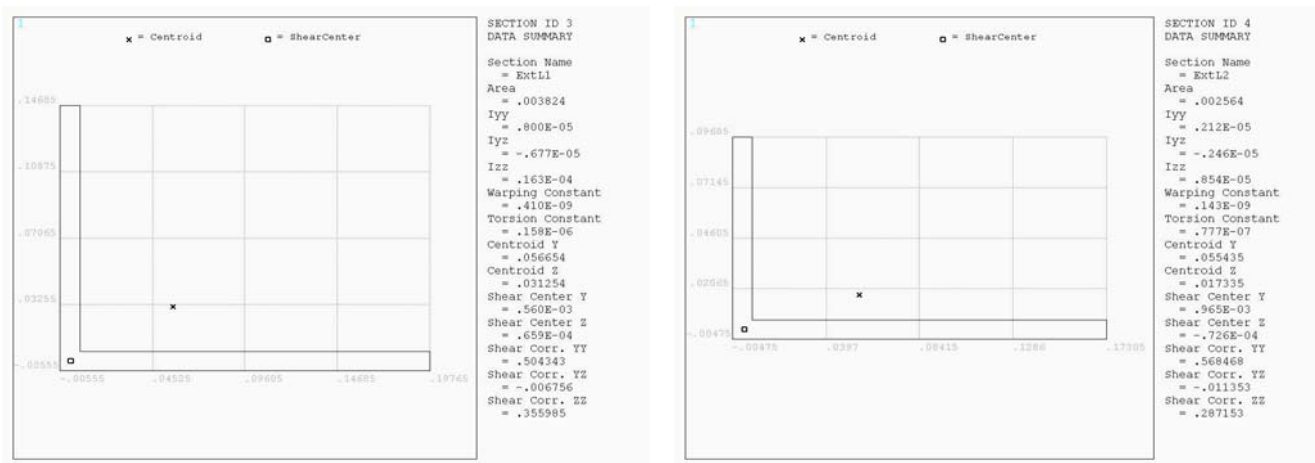 1
× = Centroid
□ = ShearCenter
.14685
.10875
.07065
.03255
-.00555
-.00555
.04525
.09605
.14685
.19765
SECTION ID 3
DATA SUMMARY
Section Name
= ExtL1
Area
= .003824
Iyy
= .800E-05
Iyz
= -.677E-05
Izz
= .163E-04
Warping Constant
= .410E-09
Torsion Constant
= .158E-06
Centroid Y
= .056654
Centroid Z
= .031254
Shear Center Y
= .560E-03
Shear Center Z
= .659E-04
Shear Corr. YY
= .504343
Shear Corr. YZ
= -.006756
Shear Corr. ZZ
= .355985
1
× = Centroid
□ = ShearCenter
.09685
.07145
.04605
.02065
-.00475
-.00475
.0397
.08415
.1286
.17305
SECTION ID 4
DATA SUMMARY
Section Name
= ExtL2
Area
= .002564
Iyy
= .212E-05
Iyz
= -.246E-05
Izz
= .854E-05
Warping Constant
= .143E-09
Torsion Constant
= .777E-07
Centroid Y
= .055435
Centroid Z
= .017335
Shear Center Y
= .965E-03
Shear Center Z
= -.726E-04
Shear Corr. YY
= .568468
Shear Corr. YZ
= -.011353
Shear Corr. ZZ
= .287153